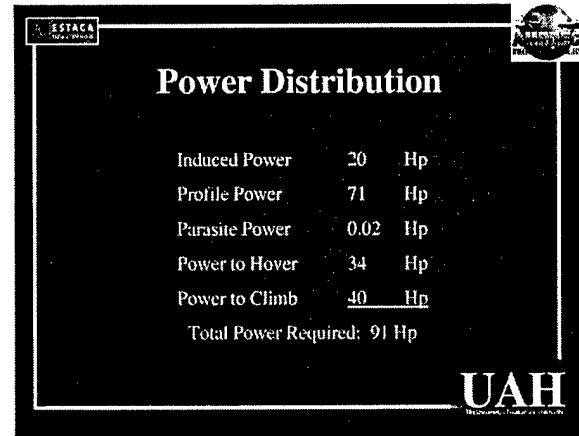 ESTACA
Power Distribution
Induced Power 20 Hp
Profile Power 71 Hp
Parasite Power 0.02 Hp
Power to Hover 34 Hp
Power to Climb 40 Hp
Total Power Required: 91 Hp
UAH